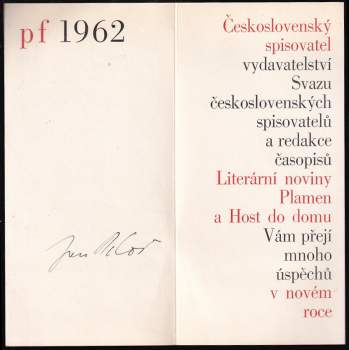 pf 1962
Československý
spisovatel
vydavatelství
Svazu
československých
spisovatelů
a redakce
časopisů
Literární noviny
Plamen
a Host do domu
Vám přejí
mnoho
úspěchů
v novém
roce